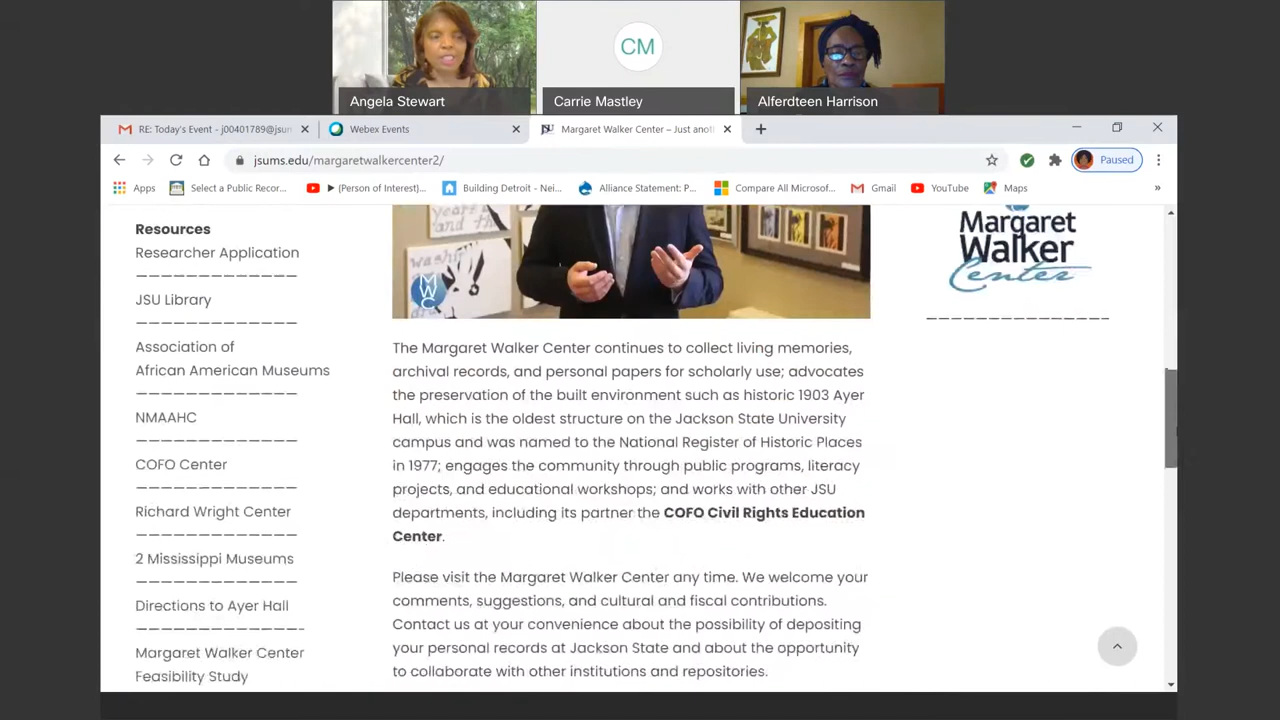 CM
Angela Stewart
Carrie Mastley
Alferdteen Harrison
RE: Today's Event - j00401789@jsum
Webex Events
Margaret Walker Center – Just anot
jsums.edu/margaretwalkercenter2/
Paused
Apps
Select a Public Recor...
(Person of Interest)...
Building Detroit - Nei...
Alliance Statement: P...
Compare All Microsof...
Gmail
YouTube
Maps
»
Resources
Researcher Application
JSU Library
Association of
African American Museums
NMAAHC
COFO Center
Richard Wright Center
2 Mississippi Museums
Directions to Ayer Hall
Margaret Walker Center
Feasibility Study
years
and th
washi
MWC
The Margaret Walker Center continues to collect living memories,
archival records, and personal papers for scholarly use; advocates
the preservation of the built environment such as historic 1903 Ayer
Hall, which is the oldest structure on the Jackson State University
campus and was named to the National Register of Historic Places
in 1977; engages the community through public programs, literacy
projects, and educational workshops; and works with other JSU
departments, including its partner the COFO Civil Rights Education
Center.
Please visit the Margaret Walker Center any time. We welcome your
comments, suggestions, and cultural and fiscal contributions.
Contact us at your convenience about the possibility of depositing
your personal records at Jackson State and about the opportunity
to collaborate with other institutions and repositories.
Margaret
Walker
Center